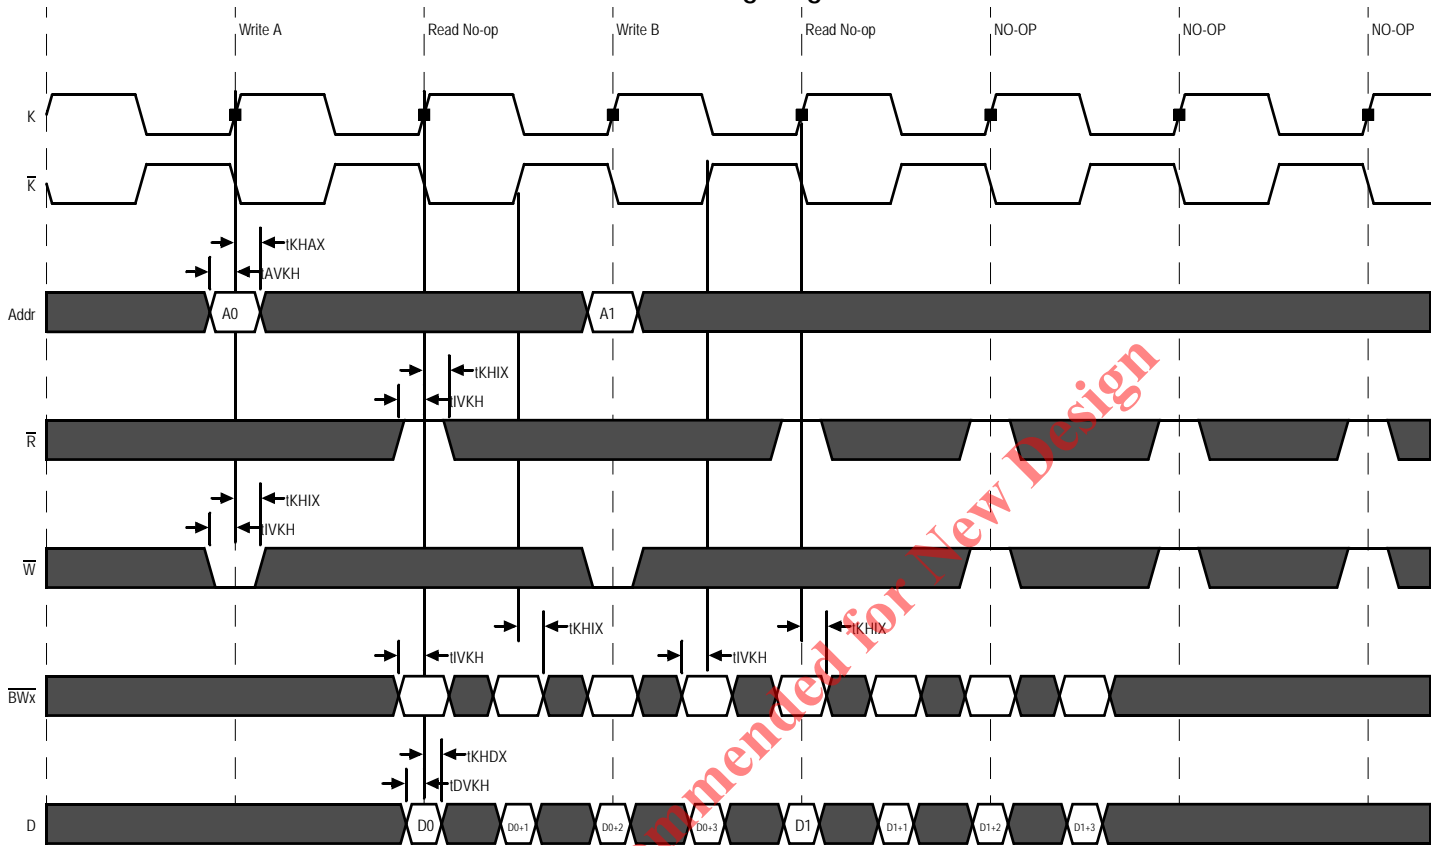 Write A Read No-op Write B Read No-op NO-OP NO-OP NO-OP
K
K
tKHAX
tAVKH
Addr A0 A1
tKHIX
tIVKH
R
tKHIX
tIVKH
W
tKHIX tKHIX
tIVKH tIVKH
BWx
tKHDX
tDVKH
D D0 D0+1 D0+2 D0+3 D1 D1+1 D1+2 D1+3
mmended for New Design